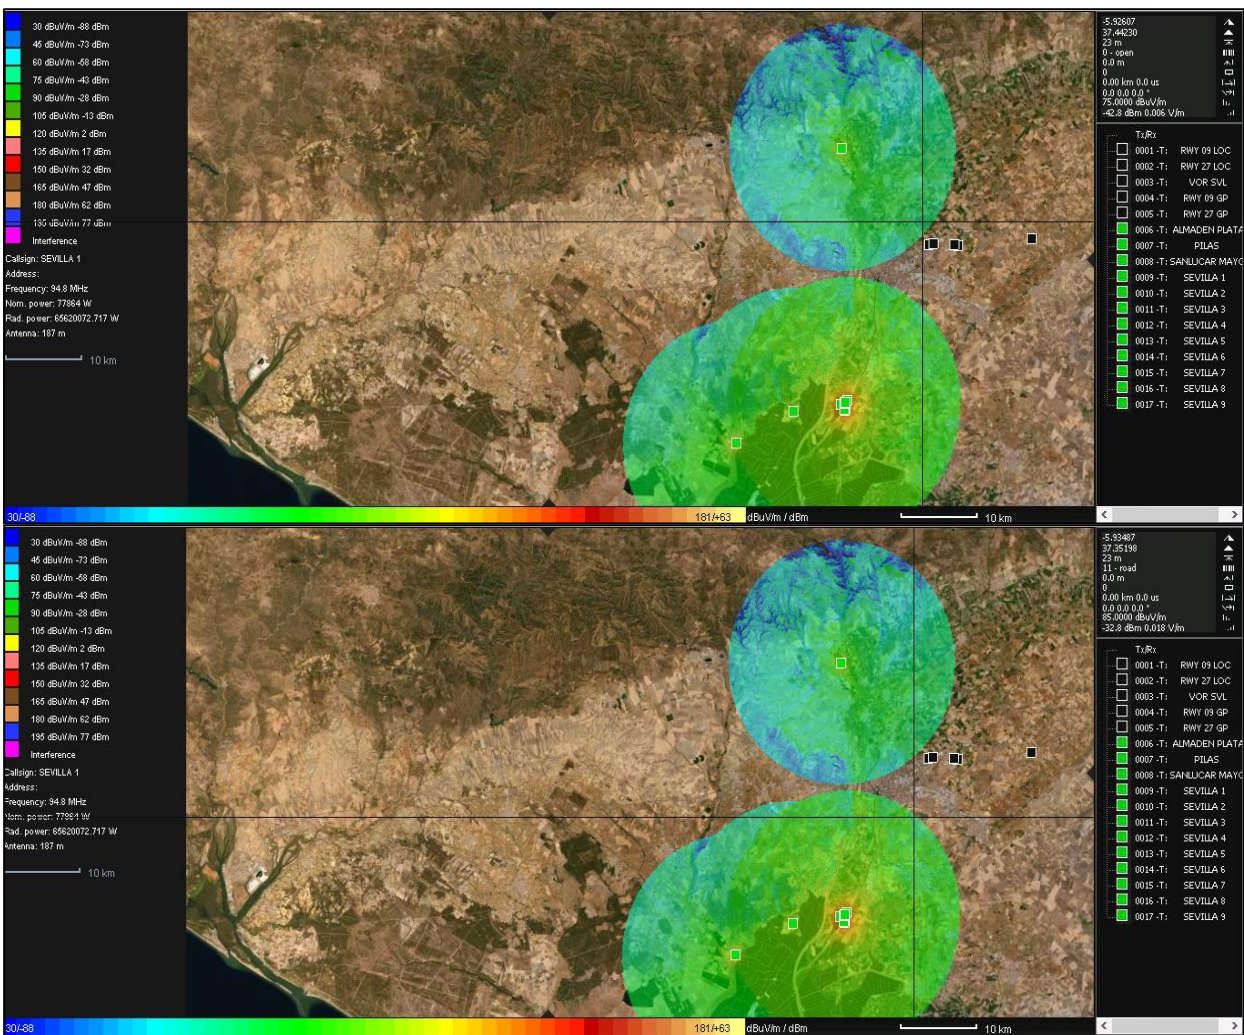 30 dBuV/m -88 dBm
45 dBuV/m -73 dBm
60 dBuV/m -58 dBm
75 dBuV/m -43 dBm
90 dBuV/m -28 dBm
105 dBuV/m -13 dBm
120 dBuV/m 2 dBm
135 dBuV/m 17 dBm
150 dBuV/m 32 dBm
165 dBuV/m 47 dBm
180 dBuV/m 62 dBm
195 dBuV/m 77 dBm
Interference
Callsign: SEVILLA 1
Address:
Frequency: 94.8 MHz
Nom. power: 77864 W
Rad. power: 65620072.717 W
Antenna: 187 m
10 km
30/-88
181/+63
dBuV/m / dBm
10 km
-5.92607
37.44230
23 m
0 - open
0.0 m
0
0.00 km 0.0 us
0.0 0.0 0.0 °
75.0000 dBuV/m
-42.8 dBm 0.006 V/m
Tx/Rx
0001 -T: RWY 09 LOC
0002 -T: RWY 27 LOC
0003 -T: VOR SVL
0004 -T: RWY 09 GP
0005 -T: RWY 27 GP
0006 -T: ALMADEN PLATA
0007 -T: PILAS
0008 -T: SANLUCAR MAYO
0009 -T: SEVILLA 1
0010 -T: SEVILLA 2
0011 -T: SEVILLA 3
0012 -T: SEVILLA 4
0013 -T: SEVILLA 5
0014 -T: SEVILLA 6
0015 -T: SEVILLA 7
0016 -T: SEVILLA 8
0017 -T: SEVILLA 9
30 dBuV/m -88 dBm
45 dBuV/m -73 dBm
60 dBuV/m -58 dBm
75 dBuV/m -43 dBm
90 dBuV/m -28 dBm
105 dBuV/m -13 dBm
120 dBuV/m 2 dBm
135 dBuV/m 17 dBm
150 dBuV/m 32 dBm
165 dBuV/m 47 dBm
180 dBuV/m 62 dBm
195 dBuV/m 77 dBm
Interference
Callsign: SEVILLA 1
Address:
Frequency: 94.8 MHz
Nom. power: 77864 W
Rad. power: 65620072.717 W
Antenna: 187 m
10 km
30/-88
181/+63
dBuV/m / dBm
10 km
-5.93487
37.35198
23 m
11 - road
0.0 m
0
0.00 km 0.0 us
0.0 0.0 0.0 °
85.0000 dBuV/m
-32.8 dBm 0.018 V/m
Tx/Rx
0001 -T: RWY 09 LOC
0002 -T: RWY 27 LOC
0003 -T: VOR SVL
0004 -T: RWY 09 GP
0005 -T: RWY 27 GP
0006 -T: ALMADEN PLATA
0007 -T: PILAS
0008 -T: SANLUCAR MAYO
0009 -T: SEVILLA 1
0010 -T: SEVILLA 2
0011 -T: SEVILLA 3
0012 -T: SEVILLA 4
0013 -T: SEVILLA 5
0014 -T: SEVILLA 6
0015 -T: SEVILLA 7
0016 -T: SEVILLA 8
0017 -T: SEVILLA 9